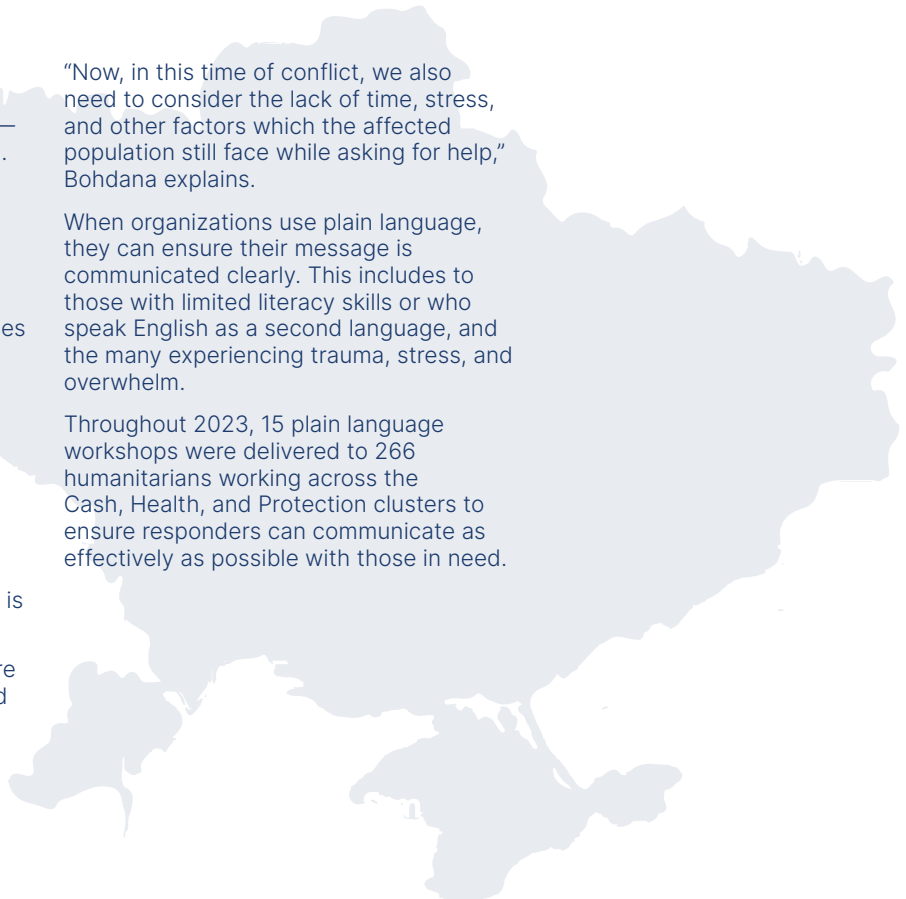 —
.
es
is
re
d
“Now, in this time of conflict, we also
need to consider the lack of time, stress,
and other factors which the affected
population still face while asking for help,”
Bohdana explains.
When organizations use plain language,
they can ensure their message is
communicated clearly. This includes to
those with limited literacy skills or who
speak English as a second language, and
the many experiencing trauma, stress, and
overwhelm.
Throughout 2023, 15 plain language
workshops were delivered to 266
humanitarians working across the
Cash, Health, and Protection clusters to
ensure responders can communicate as
effectively as possible with those in need.